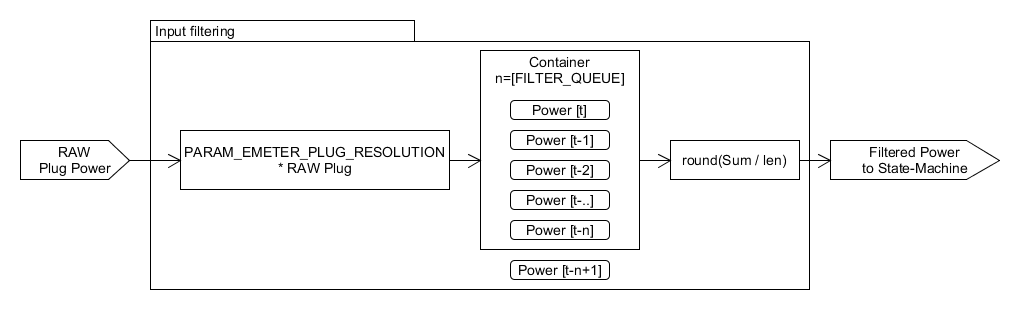 Input filtering
Container
n=[FILTER_QUEUE]
Power [t]
RAW
Plug Power
PARAM_EMETER_PLUG_RESOLUTION
* RAW Plug
Power [t-1]
Power [t-2]
Power [t-..]
Power [t-n]
Power [t-n+1]
round(Sum / len)
Filtered Power
to State-Machine